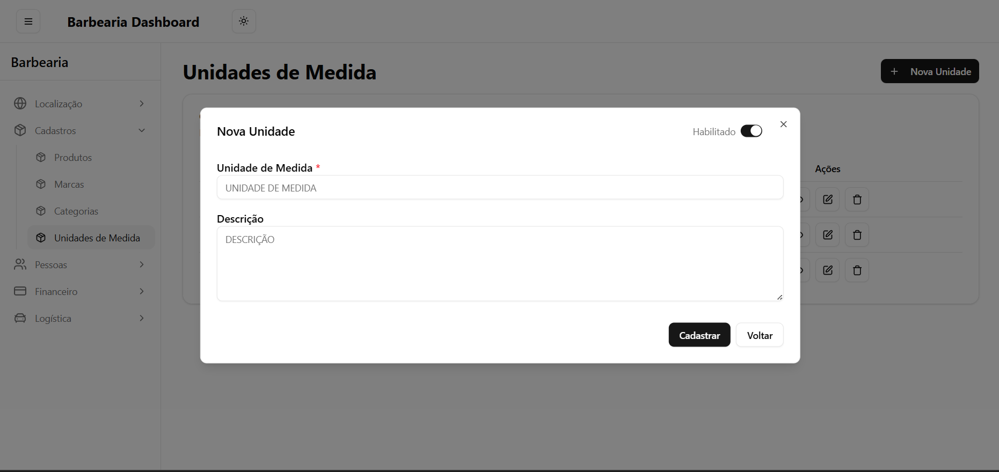 Barbearia Dashboard
Barbearia
Localização
Cadastros
Produtos
Marcas
Categorias
Unidades de Medida
Pessoas
Financeiro
Logística
Unidades de Medida
Nova Unidade
Ações
Nova Unidade
Habilitado
Unidade de Medida *
UNIDADE DE MEDIDA
Descrição
DESCRIÇÃO
Cadastrar
Voltar